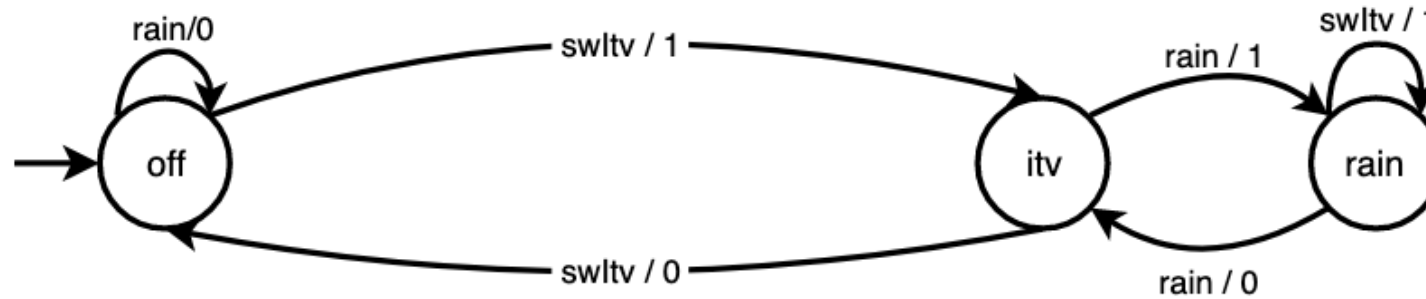 rain/0
swItv / 1
rain / 1
swItv /
off
itv
rain
swItv / 0
rain / 0